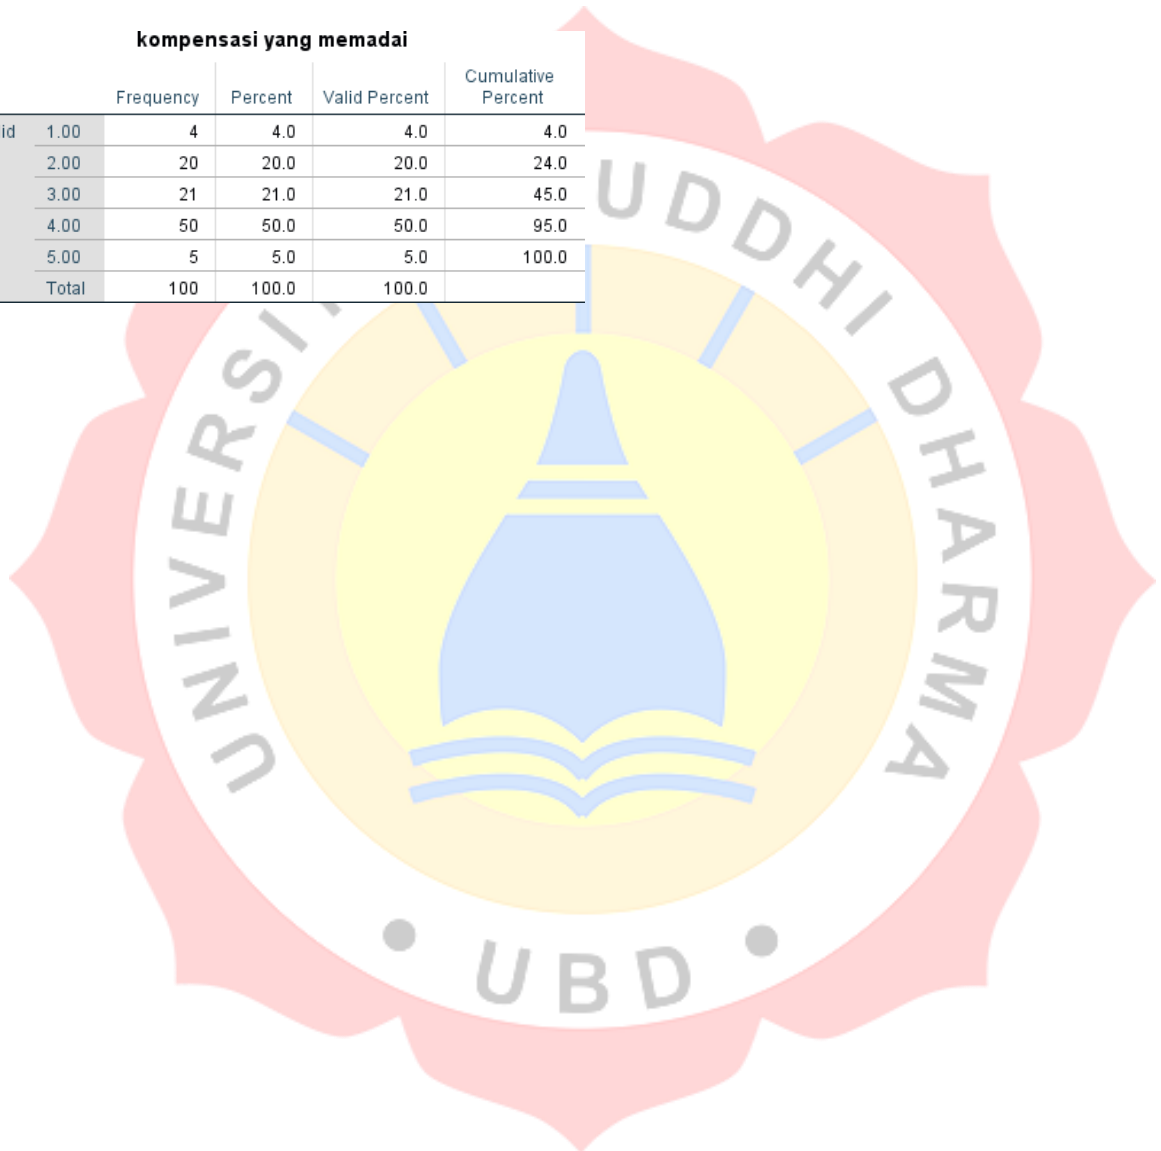 kompensasi yang memadai
Frequency Percent Valid Percent Cumulative Percent
id 1.00 4 4.0 4.0 4.0
2.00 20 20.0 20.0 24.0
3.00 21 21.0 21.0 45.0
4.00 50 50.0 50.0 95.0
5.00 5 5.0 5.0 100.0
Total 100 100.0 100.0
UDDHI DHARMA
UNIVERSI
• UBD •